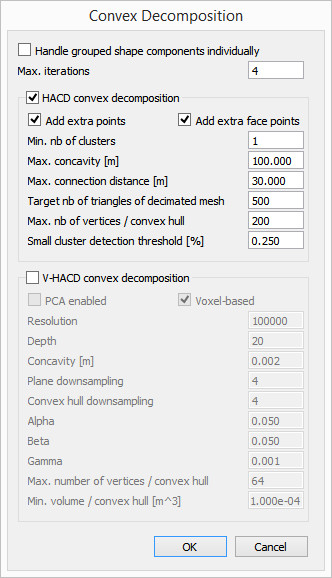 Convex Decomposition
Handle grouped shape components individually
Max. iterations 4
HACD convex decomposition
Add extra points Add extra face points
Min. nb of clusters 1
Max. concavity [m] 100.000
Max. connection distance [m] 30.000
Target nb of triangles of decimated mesh 500
Max. nb of vertices / convex hull 200
Small cluster detection threshold [%] 0.250
V-HACD convex decomposition
PCA enabled Voxel-based
Resolution 100000
Depth 20
Concavity [m] 0.002
Plane downsampling 4
Convex hull downsampling 4
Alpha 0.050
Beta 0.050
Gamma 0.001
Max. number of vertices / convex hull 64
Min. volume / convex hull [m^3] 1.000e-04
OK Cancel